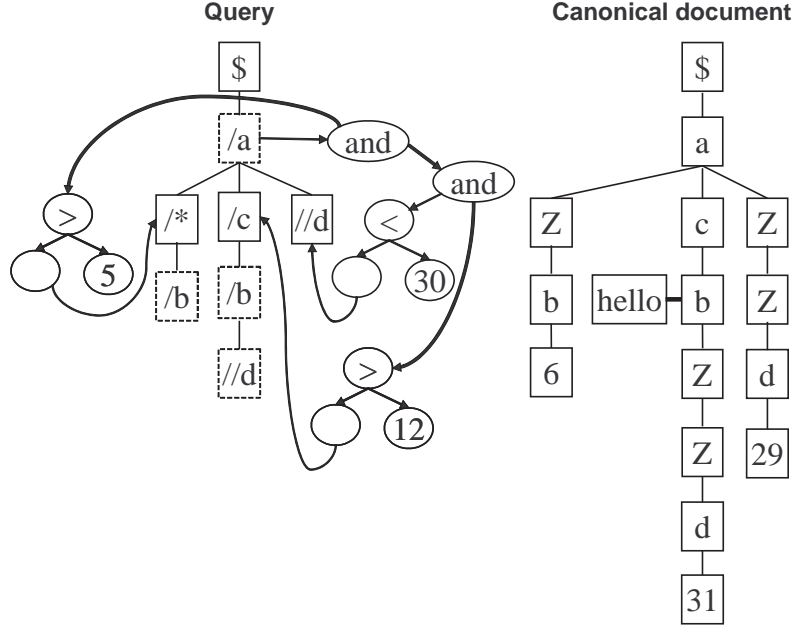 Query
Canonical document
$
/a
and
and
>
5
/*
/c
//d
<
30
/b
/b
//d
>
12
$
a
Z
c
Z
b
hello
b
Z
6
Z
d
Z
29
d
31